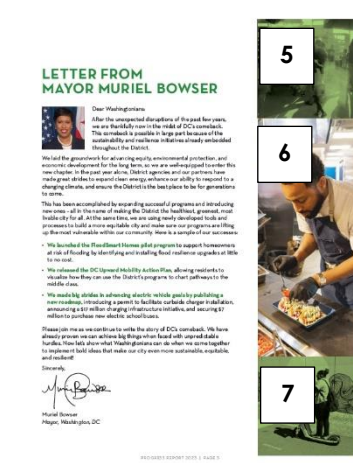 LETTER FROM
MAYOR MURIEL BOWSER
Dear Washingtonians:
After the unexpected disruptions of the past few years,
we are thankfully now in the midst of DC's comeback.
This comeback is possible in large part because of the
sustainability and resilience initiatives already embedded
throughout the District.
We laid the groundwork for advancing equity, environmental protection, and
economic development for the long term, so we are well-equipped to enter this
new chapter. In the past year alone, District agencies and our partners have
made great strides to expand clean energy, enhance our ability to respond to a
changing climate, and ensure the District is the best place to be for generations
to come.
This has been accomplished by expanding successful programs and introducing
new ones – all in the name of making the District the healthiest, greenest, most
livable city for all. At the same time, we are using newly developed tools and
processes to build a more equitable city and make sure our programs are lifting
up the most vulnerable within our community. Here is a sample of our successes:
• We launched the FloodSmart Homes pilot program to support homeowners
at risk of flooding by identifying and installing flood resilience upgrades at little
to no cost.
• We released the DC Upward Mobility Action Plan, allowing residents to
visualize how they can use the District's programs to chart pathways to the
middle class.
• We made big strides in advancing electric vehicle goals by publishing a
new roadmap, introducing a permit to facilitate curbside charger installation,
announcing a million charging infrastructure initiative, and securing $7
million to purchase new electric school buses.
Please join me as we continue to write the story of DC's comeback. We have
already proven we can achieve big things when faced with unpredictable
hurdles. Now let's show what Washingtonians can do when we come together
to implement bold ideas that make our city even more sustainable, equitable,
and resilient!
Sincerely,
Muriel Bowser
Mayor, Washington, DC
PROGRESS REPORT 2022 | PAGE 3
5
6
7